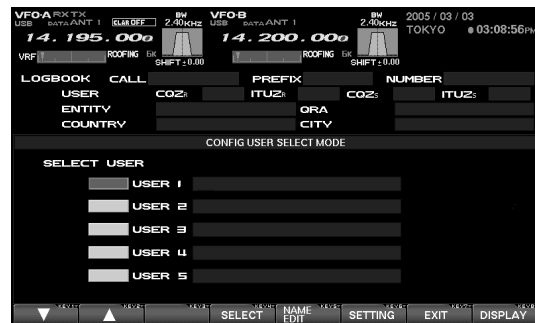 VFO-A RXTX BW VFO-B BW 2005 / 03 / 03
USB DATA ANT 1 CLAR OFF 2.40KHz USB DATA ANT 1 2.40KHz TOKYO 03:08:56PM
14. 195. 000 14. 200. 000
VRF ROOFING 6K ROOFING 6K
SHIFT±0.00 SHIFT±0.00
LOGBOOK CALL PREFIX NUMBER
USER CQZR ITUZR CQZS ITUZS
ENTITY QRA
COUNTRY CITY
CONFIG USER SELECT MODE
SELECT USER
USER 1
USER 2
USER 3
USER 4
USER 5
SELECT NAME EDIT SETTING EXIT DISPLAY